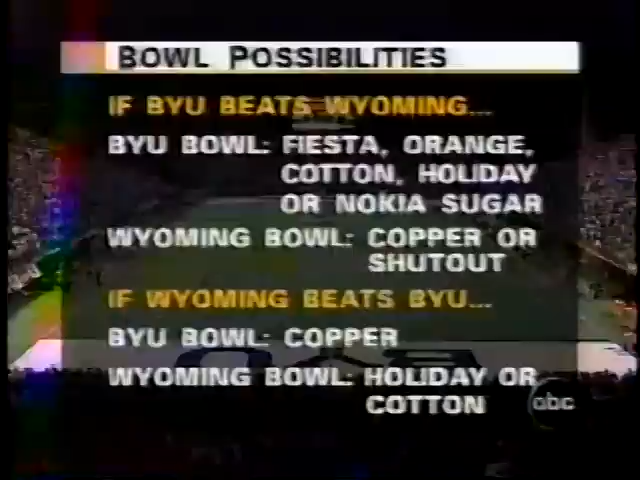 BOWL POSSIBILITIES
IF BYU BEATS WYOMING...
BYU BOWL: FIESTA, ORANGE,
COTTON, HOLIDAY
OR NOKIA SUGAR
WYOMING BOWL: COPPER OR
SHUTOUT
IF WYOMING BEATS BYU...
BYU BOWL: COPPER
BYU
WYOMING BOWL: HOLIDAY OR
COTTON
abc